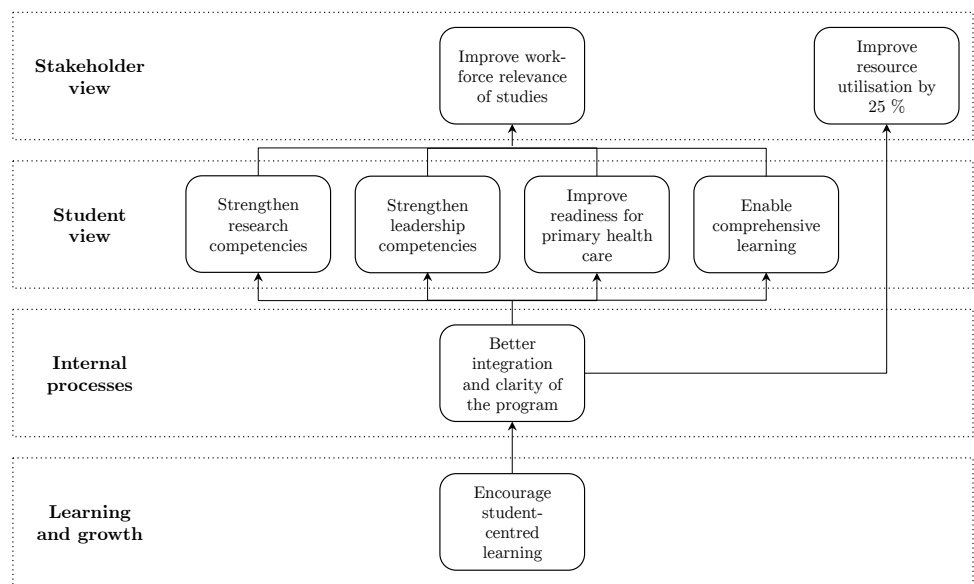 Stakeholder
view
Improve work-
force relevance
of studies
Improve
resource
utilisation by
25 %
Student
view
Strengthen
research
competencies
Strengthen
leadership
competencies
Improve
readiness for
primary health
care
Enable
comprehensive
learning
Internal
processes
Better
integration
and clarity of
the program
Learning
and growth
Encourage
student-
centred
learning